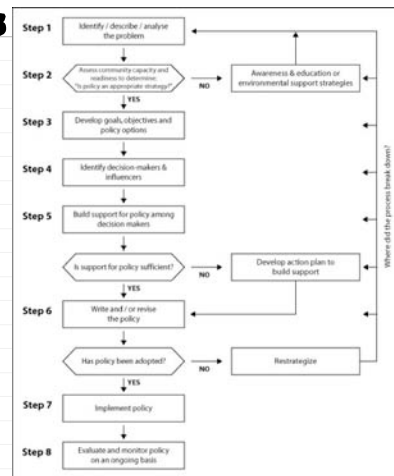 Step 1
Identify / describe / analyse
the problem
Step 2
Assess community capacity and
readiness to determine:
"Is policy an appropriate strategy?"
NO
Awareness & education or
environmental support strategies
YES
Step 3
Develop goals, objectives and
policy options
Step 4
Identify decision-makers &
influencers
Step 5
Build support for policy among
decision makers
Is support for policy sufficient?
NO
Develop action plan to
build support
YES
Step 6
Write and / or revise
the policy
Has policy been adopted?
NO
Restrategize
YES
Step 7
Implement policy
Step 8
Evaluate and monitor policy
on an ongoing basis
Where did the process break down?